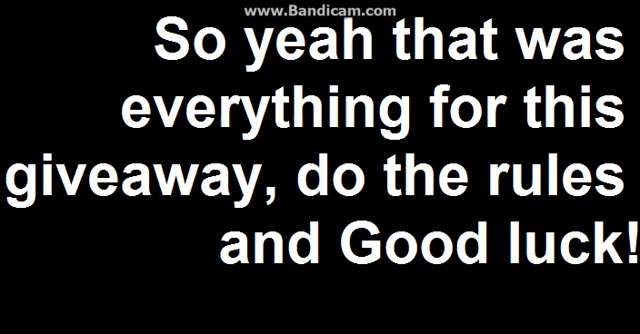 www.Bandicam.com
So yeah that was
everything for this
giveaway, do the rules
and Good luck!